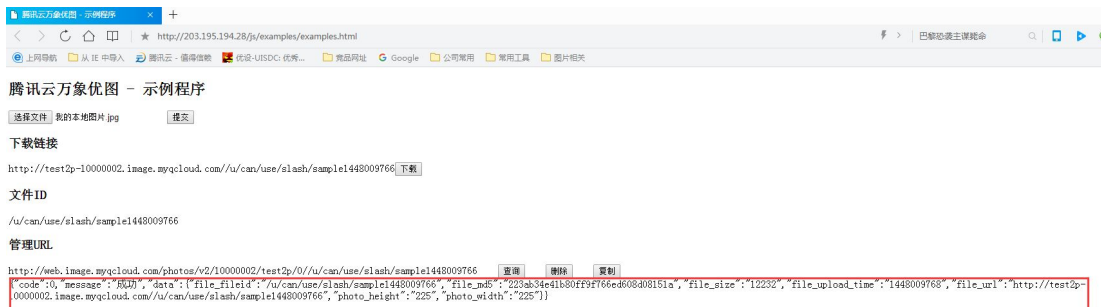 腾讯云万象优图 - 示例程序
http://203.195.194.28/js/examples/examples.html
巴黎恐袭主谋毙命
上网导航 从 IE 中导入 腾讯云 - 值得信赖 优设-UISDC: 优秀... 竞品网址 G Google 公司常用 常用工具 图片相关
腾讯云万象优图 - 示例程序
选择文件 我的本地图片.jpg 提交
下载链接
http://test2p-10000002.image.myqcloud.com//u/can/use/slash/sample1448009766 下载
文件ID
/u/can/use/slash/sample1448009766
管理URL
http://web.image.myqcloud.com/photos/v2/10000002/test2p/0//u/can/use/slash/sample1448009766 查询 删除 复制
{"code":0,"message":"成功","data":{"file_fileid":"/u/can/use/slash/sample1448009766","file_md5":"223ab34e41b80ff9f766ed608d08151a","file_size":"12232","file_upload_time":"1448009768","file_url":"http://test2p-
10000002.image.myqcloud.com//u/can/use/slash/sample1448009766","photo_height":"225","photo_width":"225"}}